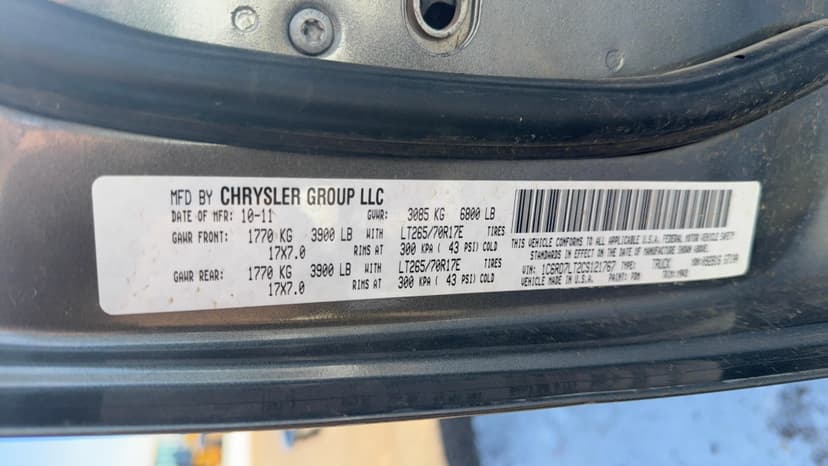 MFD BY CHRYSLER GROUP LLC
DATE OF MFR: 10-11 GVWR: 3085 KG 6800 LB
GAWR FRONT: 1770 KG 3900 LB WITH LT265/70R17E TIRES
17X7.0 RIMS AT 300 KPA ( 43 PSI) COLD
GAWR REAR: 1770 KG 3900 LB WITH LT265/70R17E TIRES
17X7.0 RIMS AT 300 KPA ( 43 PSI) COLD
THIS VEHICLE CONFORMS TO ALL APPLICABLE U.S.A. FEDERAL MOTOR VEHICLE SAFETY
STANDARDS IN EFFECT ON THE DATE OF MANUFACTURE SHOWN ABOVE.
VIN: 1C6RD7LT2CS121767 TYPE: TRUCK
VEHICLE MADE IN U.S.A. PAINT: TRIM: